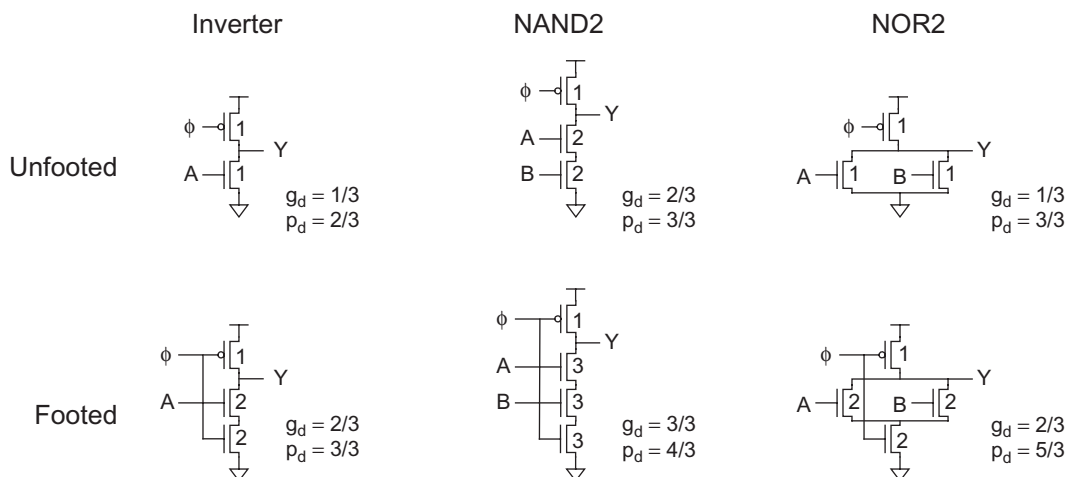 Inverter NAND2 NOR2
Unfooted
ϕ 1 Y
A 1
g_d = 1/3
p_d = 2/3
ϕ 1 Y
A 2
B 2
g_d = 2/3
p_d = 3/3
ϕ 1 Y
A 1 B 1
g_d = 1/3
p_d = 3/3
Footed
ϕ 1 Y
A 2
2
g_d = 2/3
p_d = 3/3
ϕ 1 Y
A 3
B 3
3
g_d = 3/3
p_d = 4/3
ϕ 1 Y
A 2 B 2
2
g_d = 2/3
p_d = 5/3